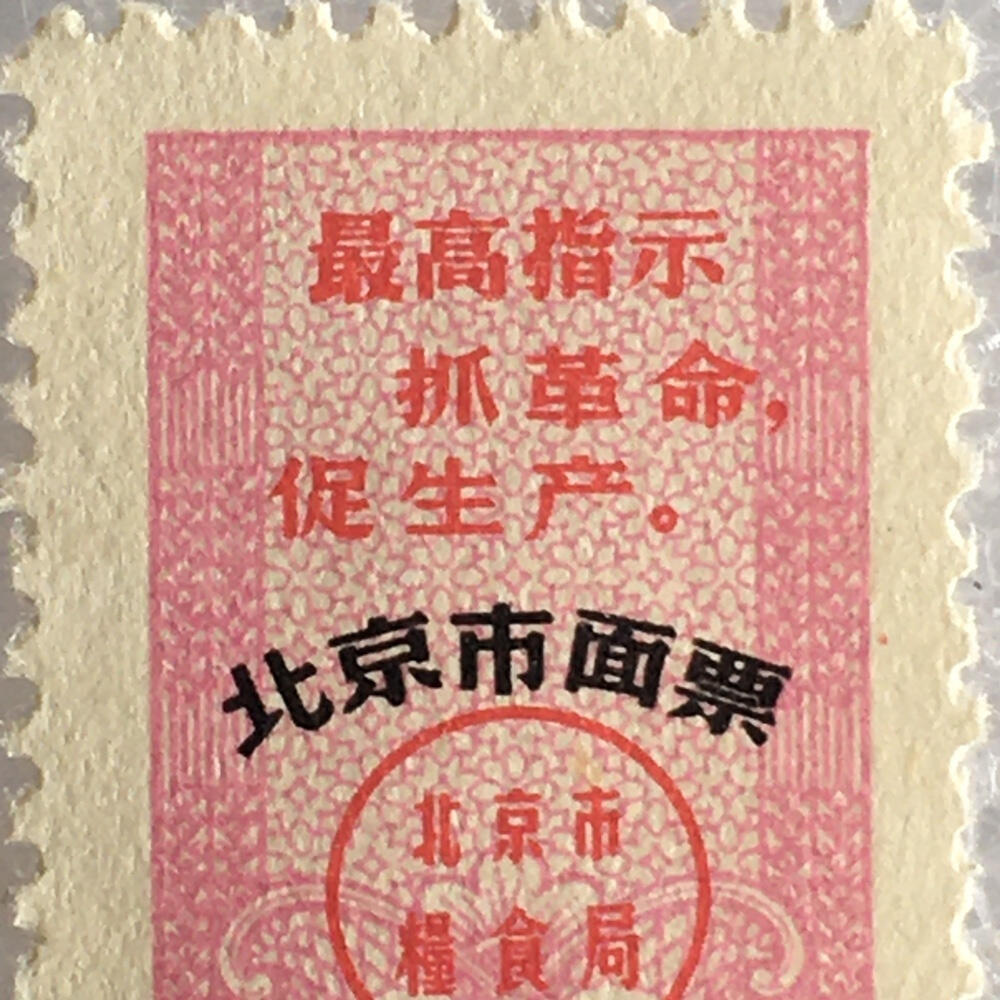 最高指示
抓革命，
促生产。
北京市面票
北京市
糧食局